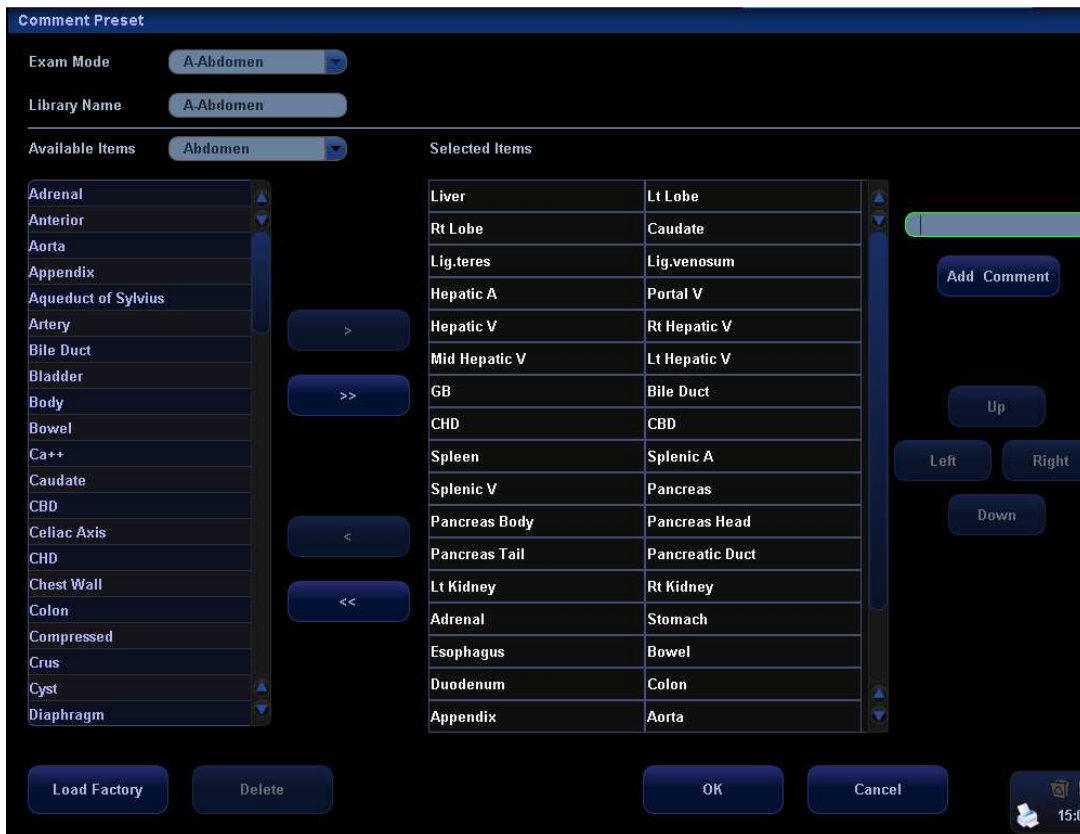 Comment Preset
Exam Mode A-Abdomen
Library Name A-Abdomen
Available Items Abdomen Selected Items
Adrenal
Anterior
Aorta
Appendix
Aqueduct of Sylvius
Artery
Bile Duct
Bladder
Body
Bowel
Ca++
Caudate
CBD
Celiac Axis
CHD
Chest Wall
Colon
Compressed
Crus
Cyst
Diaphragm
>
>>
<
<<
Liver Lt Lobe
Rt Lobe Caudate
Lig.teres Lig.venosum
Hepatic A Portal V
Hepatic V Rt Hepatic V
Mid Hepatic V Lt Hepatic V
GB Bile Duct
CHD CBD
Spleen Splenic A
Splenic V Pancreas
Pancreas Body Pancreas Head
Pancreas Tail Pancreatic Duct
Lt Kidney Rt Kidney
Adrenal Stomach
Esophagus Bowel
Duodenum Colon
Appendix Aorta
Add Comment
Up
Left Right
Down
Load Factory Delete OK Cancel